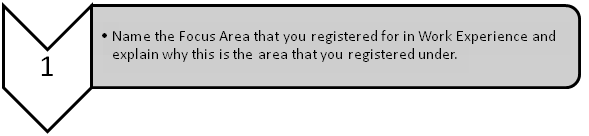 1
• Name the Focus Area that you registered for in Work Experience and
explain why this is the area that you registered under.